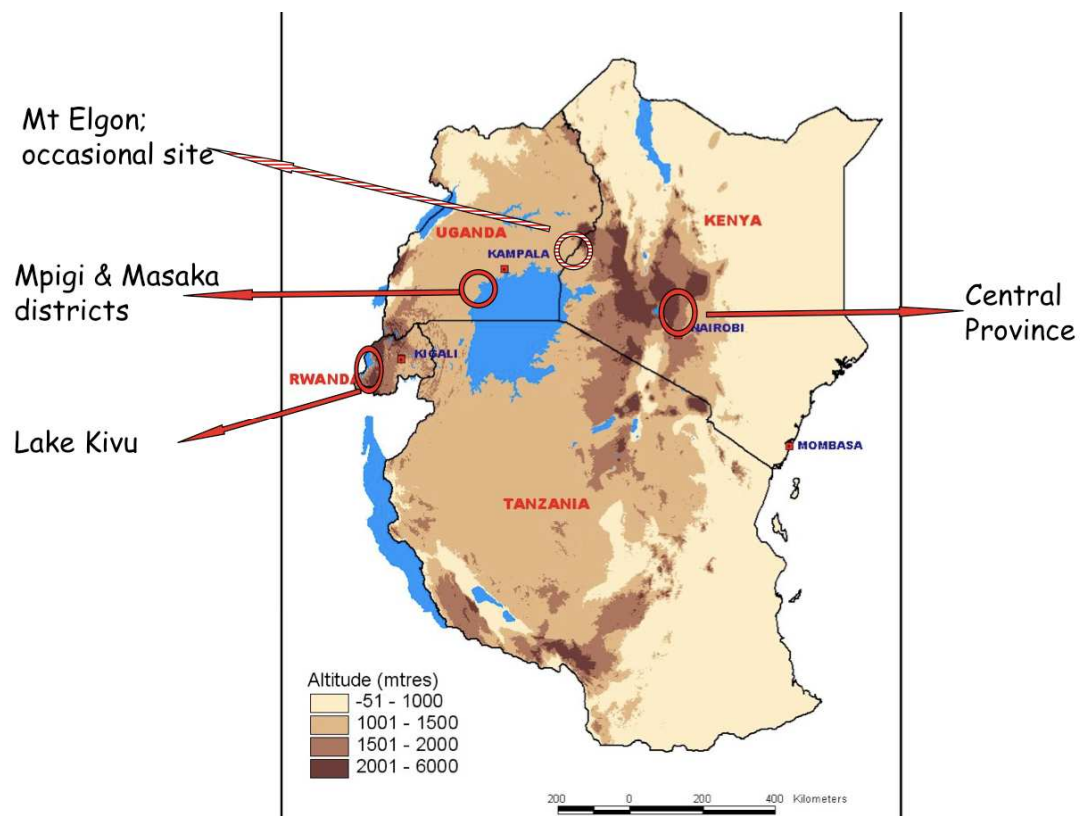 Mt Elgon;
occasional site
Mpigi & Masaka
districts
Lake Kivu
Central
Province
UGANDA
KAMPALA
KENYA
NAIROBI
KIGALI
RWANDA
MOMBASA
TANZANIA
Altitude (mtres)
-51 - 1000
1001 - 1500
1501 - 2000
2001 - 6000
200 0 200 400 Kilometers